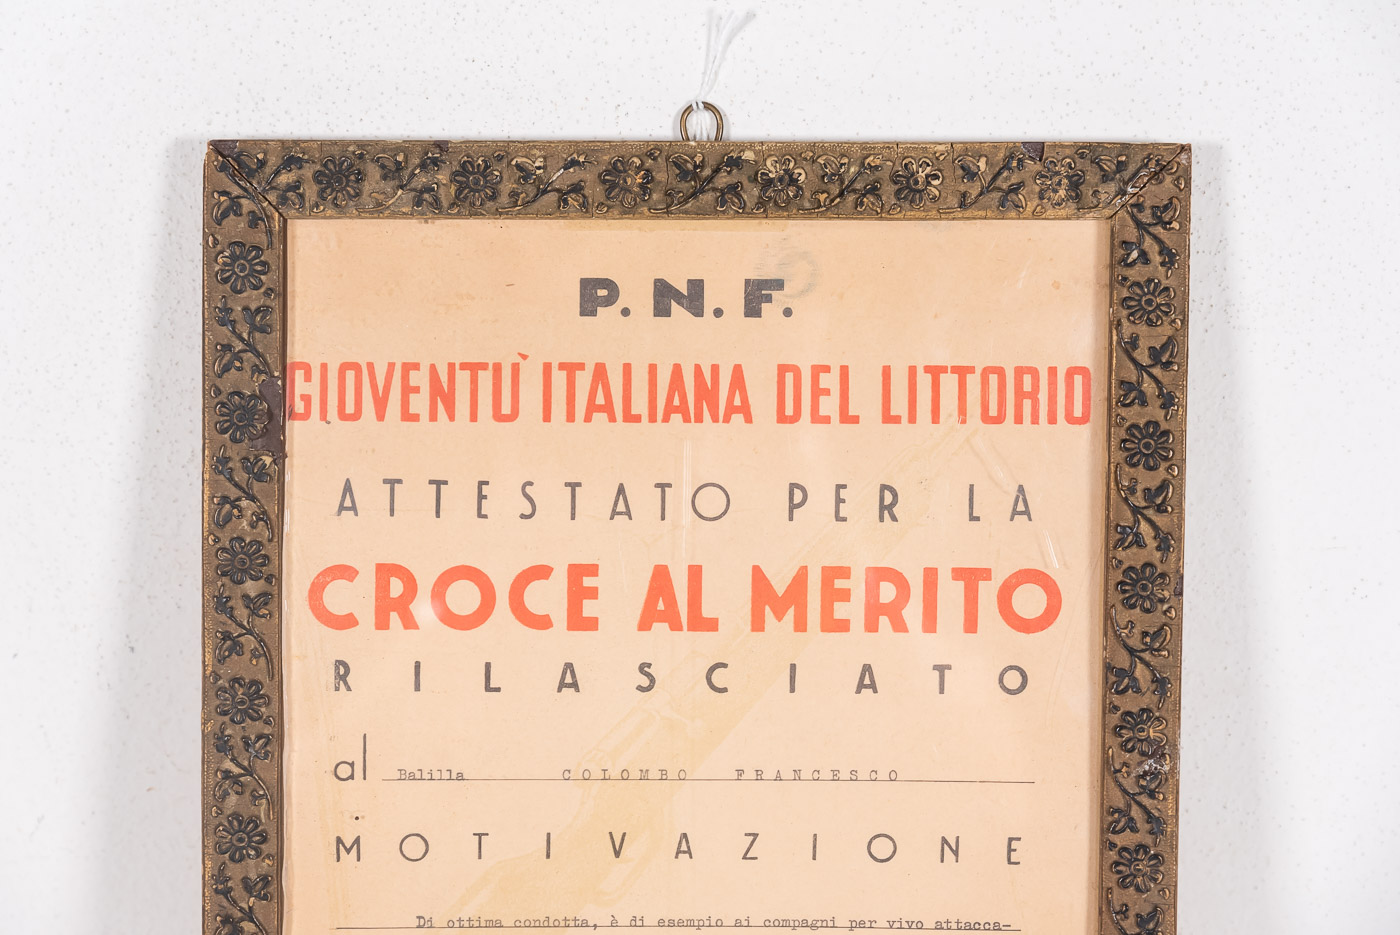 P. N. F.
GIOVENTÙ ITALIANA DEL LITTORIO
ATTESTATO PER LA
CROCE AL MERITO
RILASCIATO
al Balilla COLOMBO FRANCESCO
MOTIVAZIONE
Di ottima condotta, è di esempio ai compagni per vivo attacca-